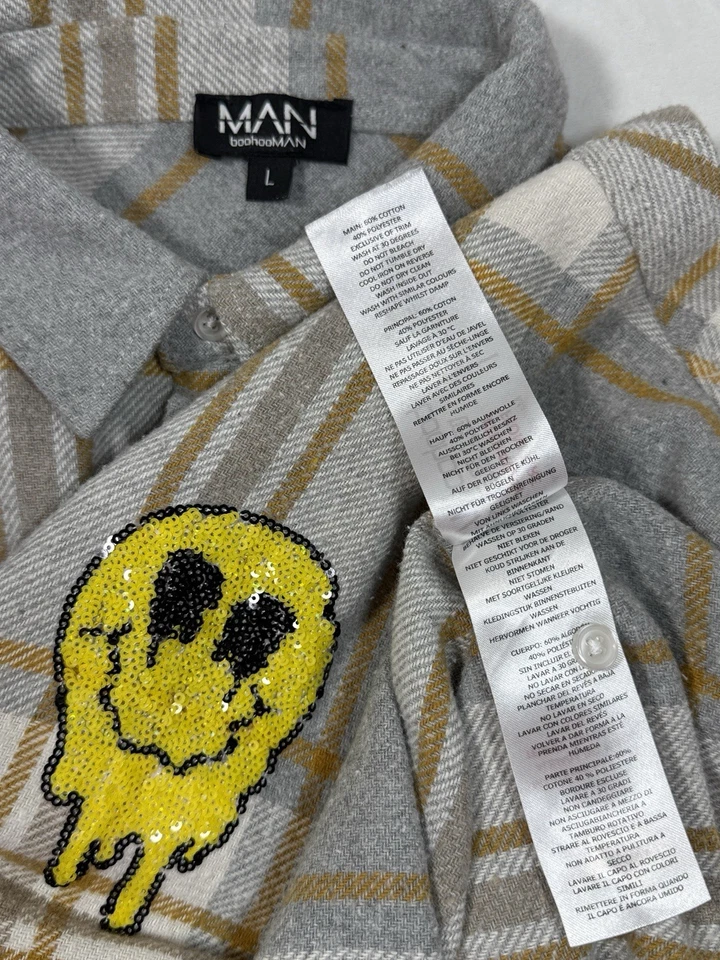 MAN
boohooMAN
L
MAIN: 60% COTTON
40% POLYESTER
EXCLUSIVE OF TRIM
WASH AT 30 DEGREES
DO NOT BLEACH
DO NOT TUMBLE DRY
COOL IRON ON REVERSE
DO NOT DRY CLEAN
WASH INSIDE OUT
WASH WITH SIMILAR COLOURS
RESHAPE WHILST DAMP
PRINCIPAL: 60% COTON
40% POLYESTER
SAUF LA GARNITURE
LAVAGE À 30 °C
NE PAS UTILISER D'EAU DE JAVEL
NE PAS PASSER AU SÈCHE-LINGE
REPASSAGE DOUX SUR L'ENVERS
NE PAS NETTOYER À SEC
LAVER À L'ENVERS
LAVER AVEC DES COULEURS
SIMILAIRES
REMETTRE EN FORME ENCORE
HUMIDE
HAUPT: 60% BAUMWOLLE
40% POLYESTER
AUSSCHLIEBLICH BESATZ
BEI 30°C WASCHEN
NICHT BLEICHEN
NICHT FÜR DEN TROCKNER
GEEIGNET
AUF DER RÜCKSEITE KÜHL
BÜGELN
NICHT FÜR TROCKENREINIGUNG
GEEIGNET
VON LINKS WASCHEN
MIT
POLYESTER
VERSIERING/RAND
WASSEN OP 30 GRADEN
NIET BLEKEN
NIET GESCHIKT VOOR DE DROGER
KOUD STRIJKEN AAN DE
BINNENKANT
NIET STOMEN
MET SOORTGELIJKE KLEUREN
WASSEN
KLEDINGSTUK BINNENSTEBUITEN
WASSEN
HERVORMEN WANNEER VOCHTIG
CUERPO: 60%
40%
SIN INCLUIR
LAVAR A 30
NO LAVAR CON
NO SECAR EN
PLANCHAR DEL REVÉS A BAJA
TEMPERATURA
NO LAVAR EN SECO
LAVAR CON COLORES SIMILARES
LAVAR DEL REVÉS
VOLVER A DAR FORMA A LA
PRENDA MIENTRAS ESTÉ
HÚMEDA
PARTE PRINCIPALE:60%
COTONE 40 % POLIESTERE
BORDURE ESCLUSE
LAVARE A 30 GRADI
NON CANDEGGIARE
NON ASCIUGARE A MEZZO DI
ASCIUGABIANCHERIA A
TAMBURO ROTATIVO
STIRARE AL ROVESCIO E A BASSA
TEMPERATURA
NON ADATTO A PULITURA A
SECCO
LAVARE IL CAPO AL ROVESCIO
LAVARE IL CAPO CON COLORI
SIMILI
RIMETTERE IN FORMA QUANDO
IL CAPO È ANCORA UMIDO